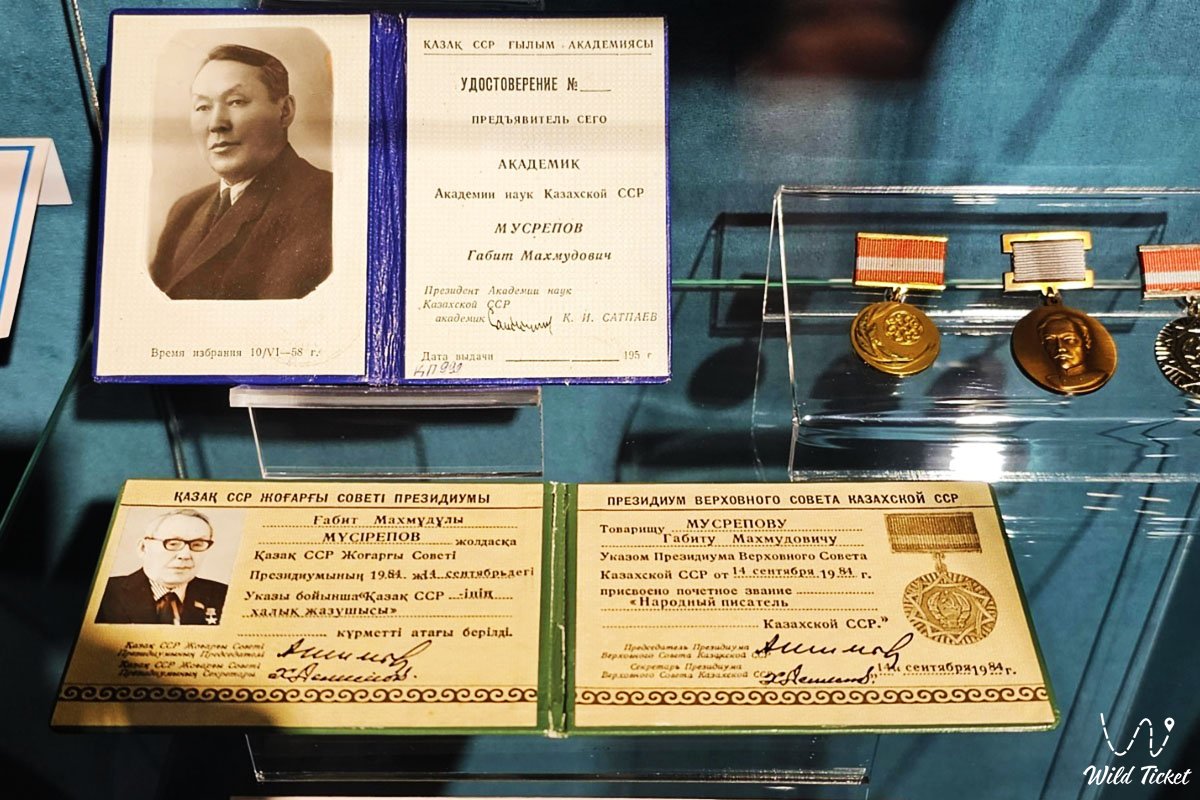 Время избрания 10/VI—58 г.
ҚАЗАҚ ССР ҒЫЛЫМ АКАДЕМИЯСЫ
УДОСТОВЕРЕНИЕ №
ПРЕДЪЯВИТЕЛЬ СЕГО
АКАДЕМИК
Академии наук Казахской ССР
МУСРЕПОВ
Габит Махмудович
Президент Академии наук
Казахской ССР
академик К. И. САТПАЕВ
Дата выдачи 195 г
КП 991
ҚАЗАҚ ССР ЖОҒАРҒЫ СОВЕТІ ПРЕЗИДИУМЫ
Ғабит Махмұдұлы
МҮСІРЕПОВ жолдасқа
Қазақ ССР Жоғарғы Советі
Президиумының 1984 ж. 14 сентябрьдегі
Указы бойынша «Қазақ ССР -інің
халық жазушысы»
күрметті атағы берілді.
Қазақ ССР Жоғарғы Советі
Президиумының Председателі
Қазақ ССР Жоғарғы Советі
Президиумының Секретары
ПРЕЗИДИУМ ВЕРХОВНОГО СОВЕТА КАЗАХСКОЙ ССР
Товарищу МУСРЕПОВУ
Габиту Махмудовичу
Указом Президиума Верховного Совета
Казахской ССР от 14 сентября 1984 г.
присвоено почетное звание
«Народный писатель
Казахской ССР.»
Председатель Президиума
Верховного Совета Казахской ССР
Секретарь Президиума
Верховного Совета Казахской ССР
14 сентября 1984 г.
Wild Ticket